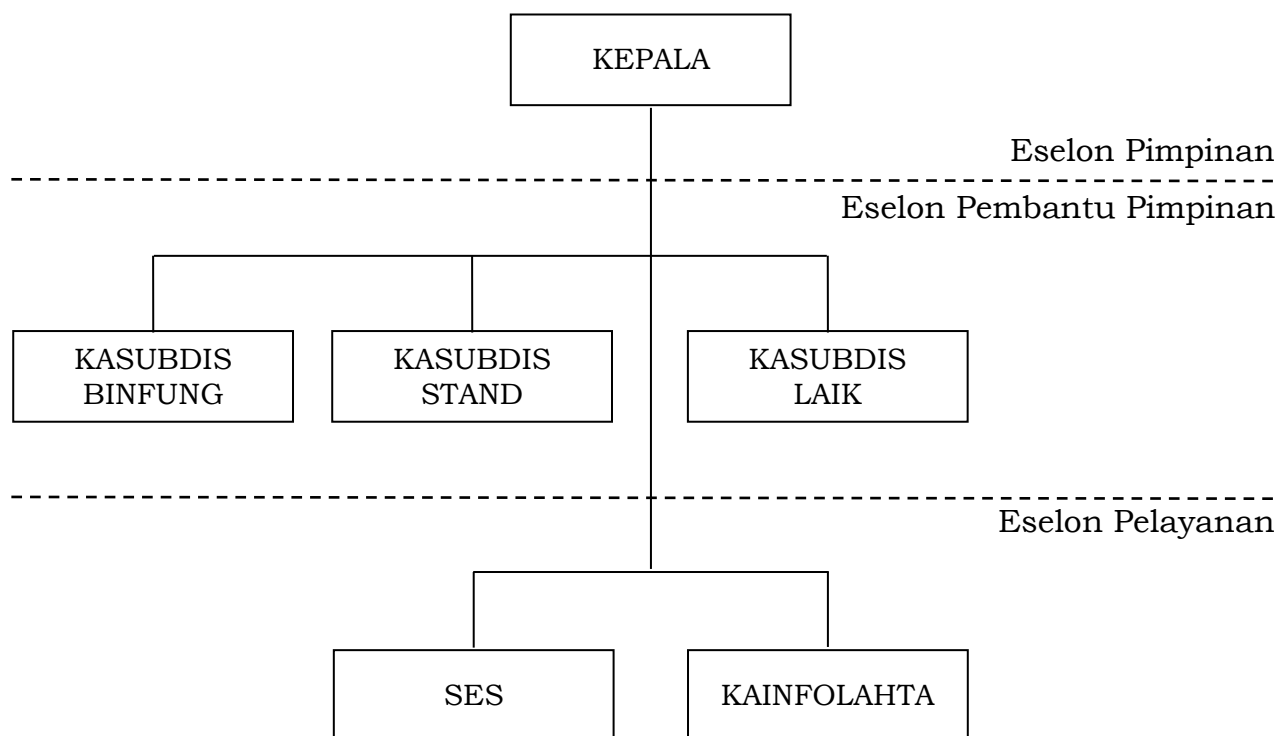 KEPALA
Eselon Pimpinan
Eselon Pembantu Pimpinan
KASUBDIS
BINFUNG
KASUBDIS
STAND
KASUBDIS
LAIK
Eselon Pelayanan
SES
KAINFOLAHTA